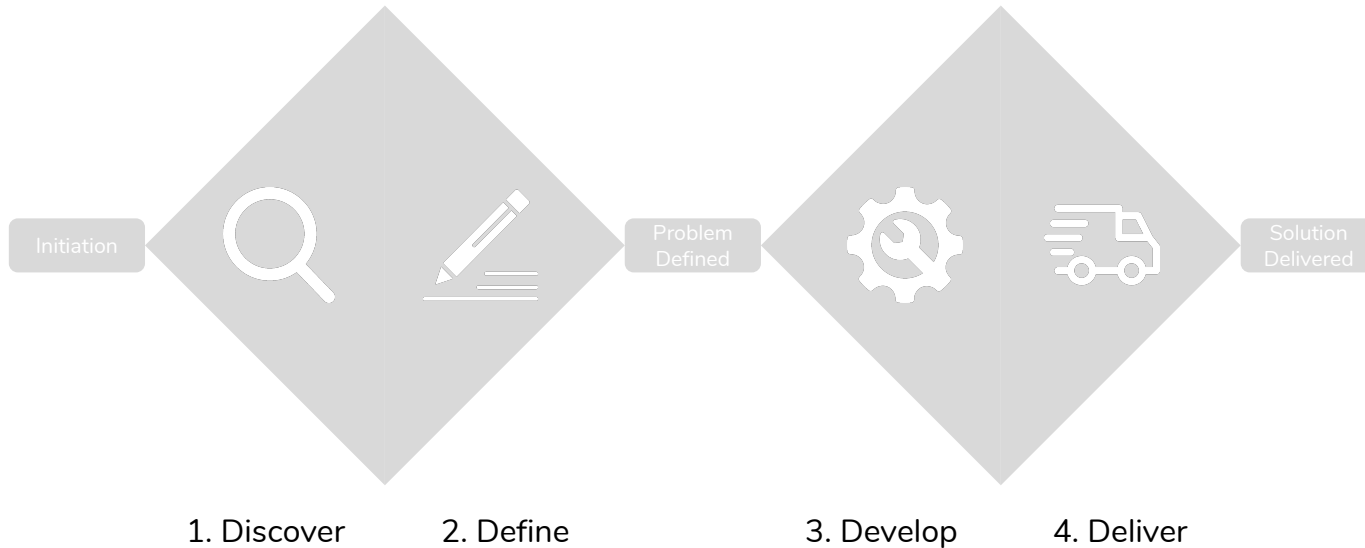 Initiation
Problem
Defined
Solution
Delivered
1. Discover
2. Define
3. Develop
4. Deliver